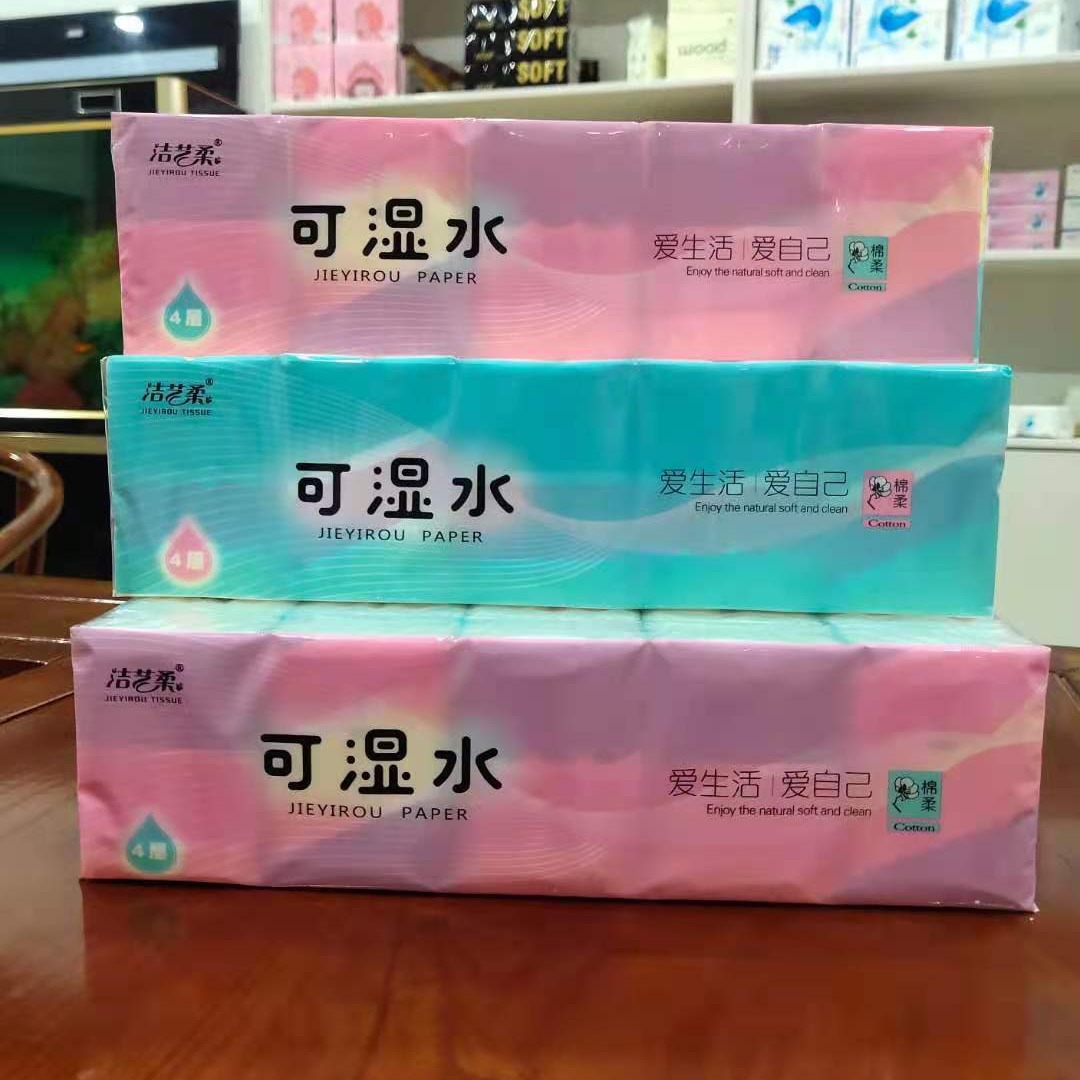 SOFT
SOFT
SOFT
bloom
洁艺柔®
JIEYIROU TISSUE
可湿水
JIEYIROU PAPER
爱生活|爱自己
Enjoy the natural soft and clean
棉柔
Cotton
4层
洁艺柔®
JIEYIROU TISSUE
可湿水
JIEYIROU PAPER
爱生活|爱自己
Enjoy the natural soft and clean
棉柔
Cotton
4层
洁艺柔®
JIEYIROU TISSUE
可湿水
JIEYIROU PAPER
爱生活|爱自己
Enjoy the natural soft and clean
棉柔
Cotton
4层